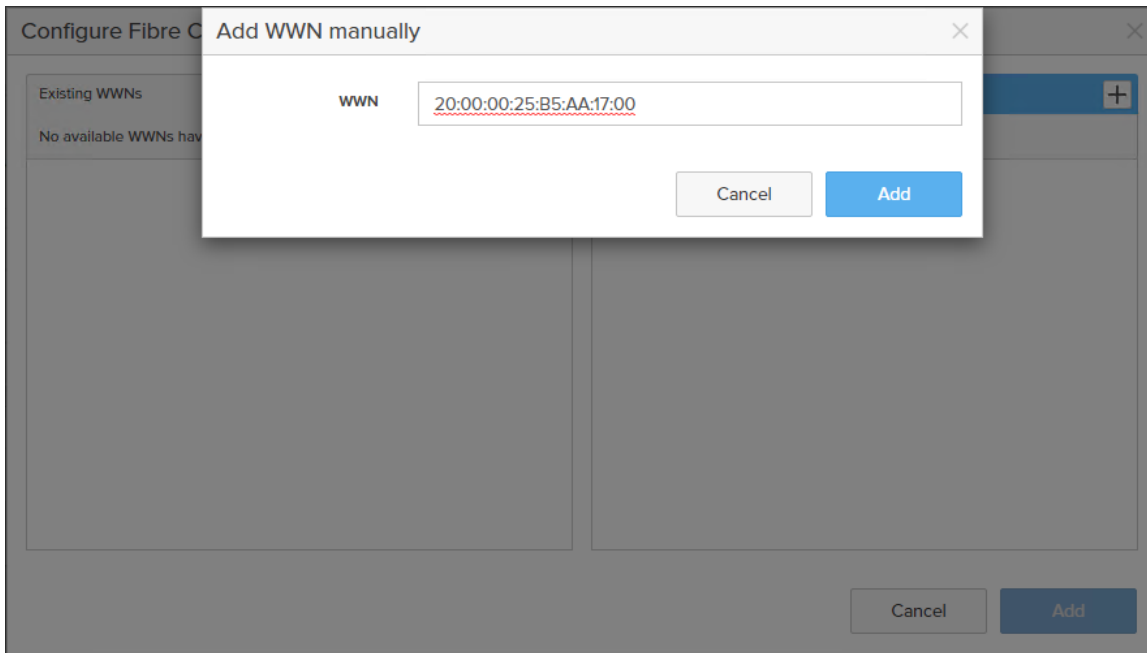 Configure Fibre C
Add WWN manually
Existing WWNs
No available WWNs hav
WWN
20:00:00:25:B5:AA:17:00
Cancel
Add
Cancel
Add